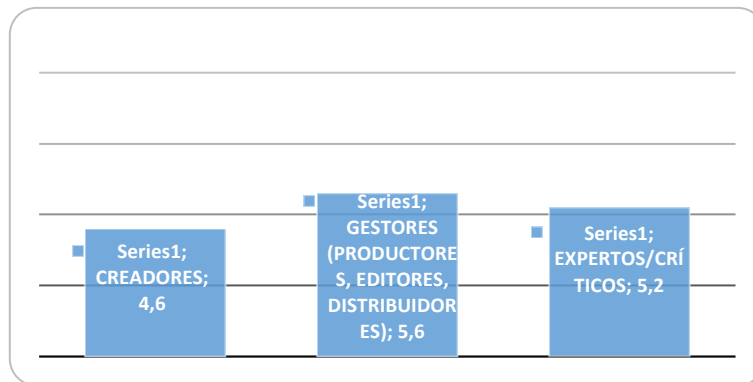 Series1;
CREADORES;
4,6
Series1;
GESTORES
(PRODUCTORE
S, EDITORES,
DISTRIBUIDOR
ES); 5,6
Series1;
EXPERTOS/CRÍ
TICOS; 5,2